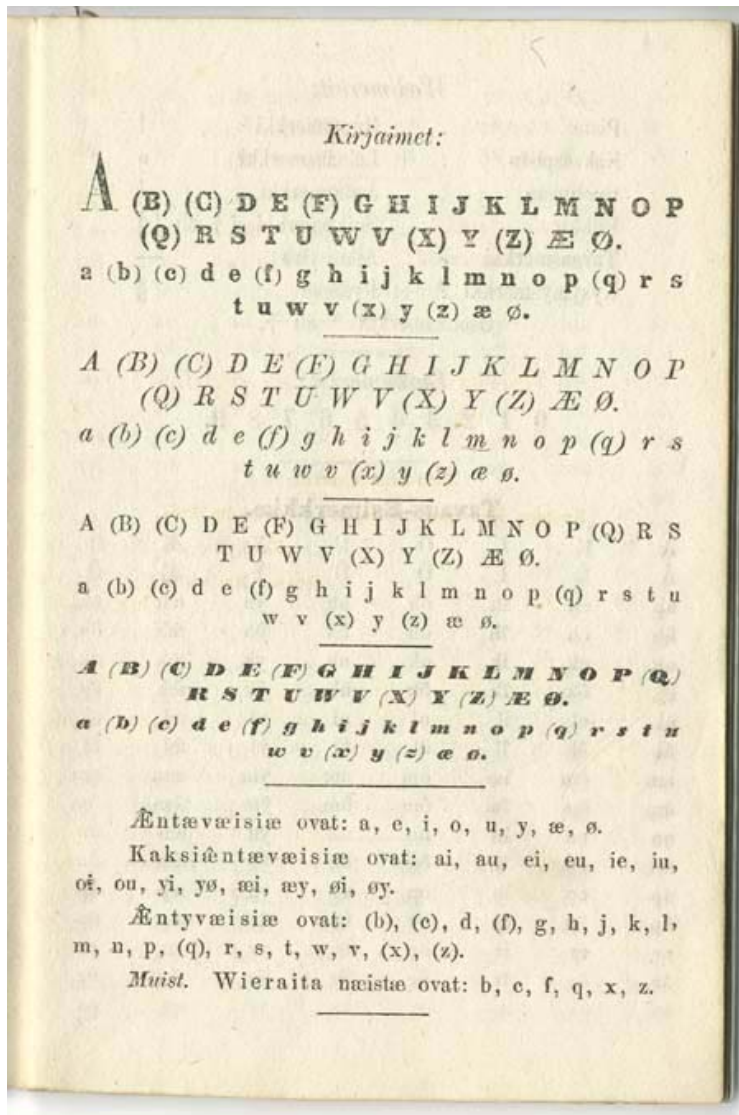 Kirjaimet:
A (B) (C) D E (F) G H I J K L M N O P
(Q) R S T U W V (X) Y (Z) Æ Ø.
a (b) (c) d e (f) g h i j k l m n o p (q) r s
t u w v (x) y (z) æ ø.
A (B) (C) D E (F) G H I J K L M N O P
(Q) R S T U W V (X) Y (Z) Æ Ø.
a (b) (c) d e (f) g h i j k l m n o p (q) r s
t u w v (x) y (z) æ ø.
A (B) (C) D E (F) G H I J K L M N O P (Q) R S
T U W V (X) Y (Z) Æ Ø.
a (b) (c) d e (f) g h i j k l m n o p (q) r s t u
w v (x) y (z) æ ø.
A (B) (C) D E (F) G H I J K L M N O P (Q)
R S T U W V (X) Y (Z) Æ Ø.
a (b) (c) d e (f) g h i j k l m n o p (q) r s t u
w v (x) y (z) æ ø.
Æntævæisiæ ovat: a, e, i, o, u, y, æ, ø.
Kaksiæntævæisiæ ovat: ai, au, ei, eu, ie, iu,
oi, ou, yi, yø, æi, æy, øi, øy.
Æntyvæisiæ ovat: (b), (c), d, (f), g, h, j, k, l,
m, n, p, (q), r, s, t, w, v, (x), (z).
Muist. Wieraita næistæ ovat: b, c, f, q, x, z.